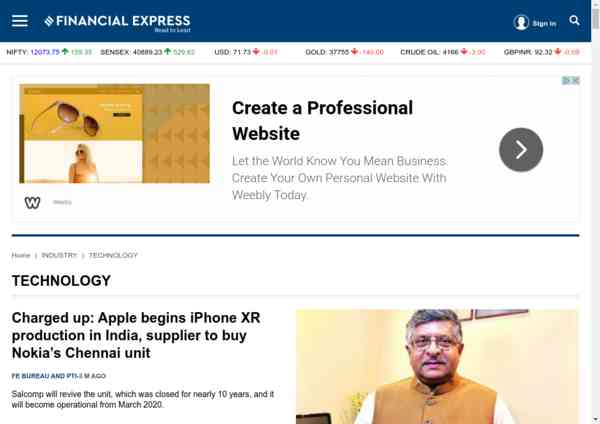 FINANCIAL EXPRESS
Read to Lead
Sign In
NIFTY: 12073.75 159.35 SENSEX: 40889.23 529.82 USD: 71.73 -0.01 GOLD: 37755 -140.00 CRUDE OIL: 4166 -3.00 GBPINR: 92.32 -0.09
Create a Professional
Website
Let the World Know You Mean Business.
Create Your Own Personal Website With
Weebly Today.
Weebly
Home | INDUSTRY | TECHNOLOGY
TECHNOLOGY
Charged up: Apple begins iPhone XR
production in India, supplier to buy
Nokia's Chennai unit
FE BUREAU AND PTI-3 M AGO
Salcomp will revive the unit, which was closed for nearly 10 years, and it
will become operational from March 2020.